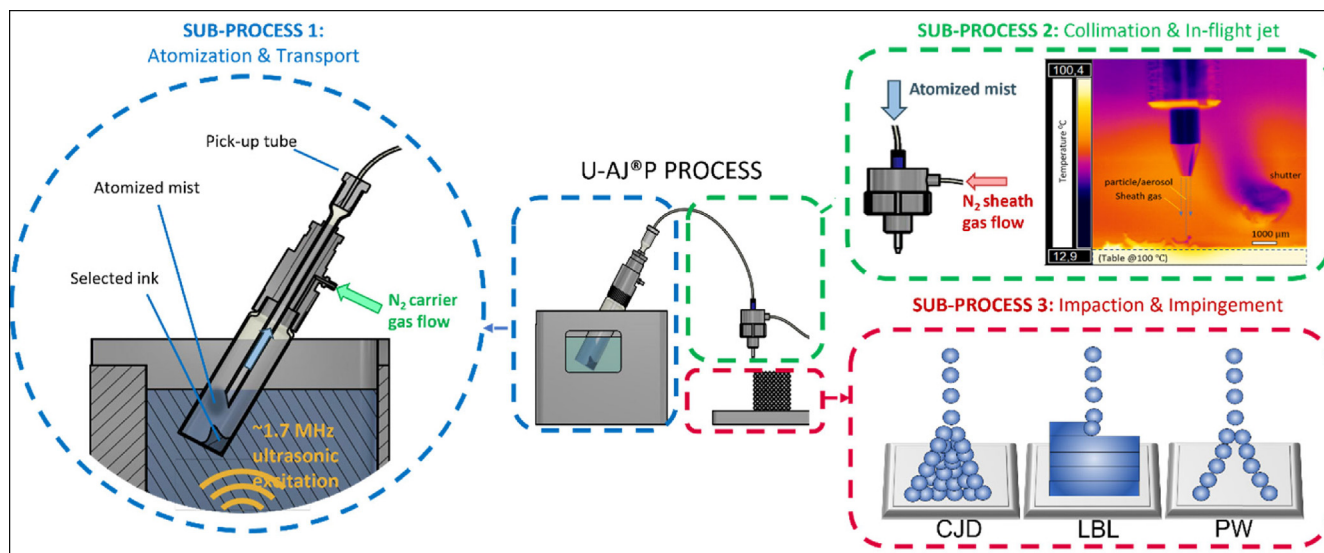 SUB-PROCESS 1:
Atomization & Transport
Pick-up tube
Atomized mist
Selected ink
N₂ carrier
gas flow
~1.7 MHz
ultrasonic
excitation
U-AJ®P PROCESS
SUB-PROCESS 2: Collimation & In-flight jet
Atomized mist
N₂ sheath
gas flow
100,4
Temperature ºC
12,9
particle/aerosol
Sheath gas
shutter
1000 µm
(Table @100 ºC)
SUB-PROCESS 3: Impaction & Impingement
CJD
LBL
PW